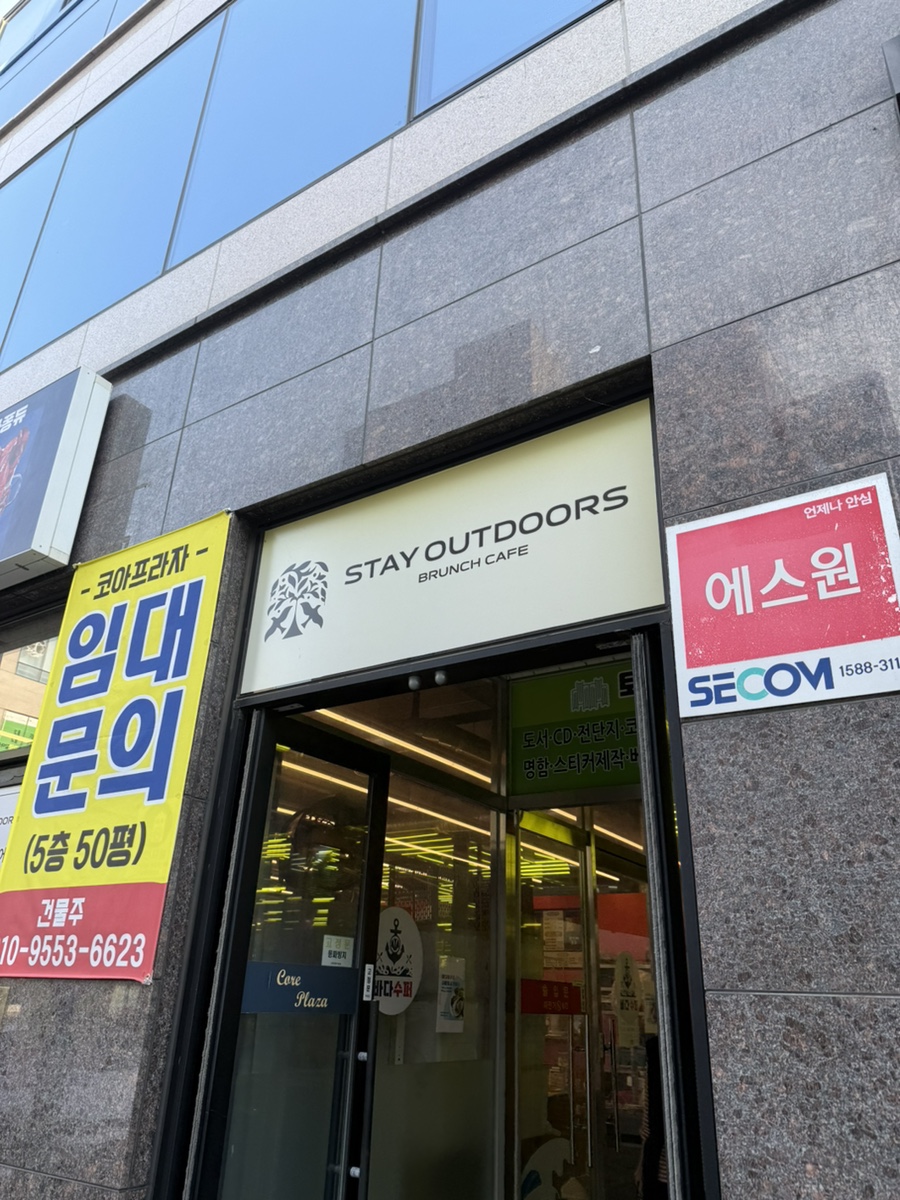 - 코아프라자 -
임대
문의
(5층 50평)
건물주
10-9553-6623
STAY OUTDOORS
BRUNCH CAFE
언제나 안심
에스원
SECOM 1588-311
도서·CD·전단지·
명함·스티커제작·
Core
Plaza
바다수퍼